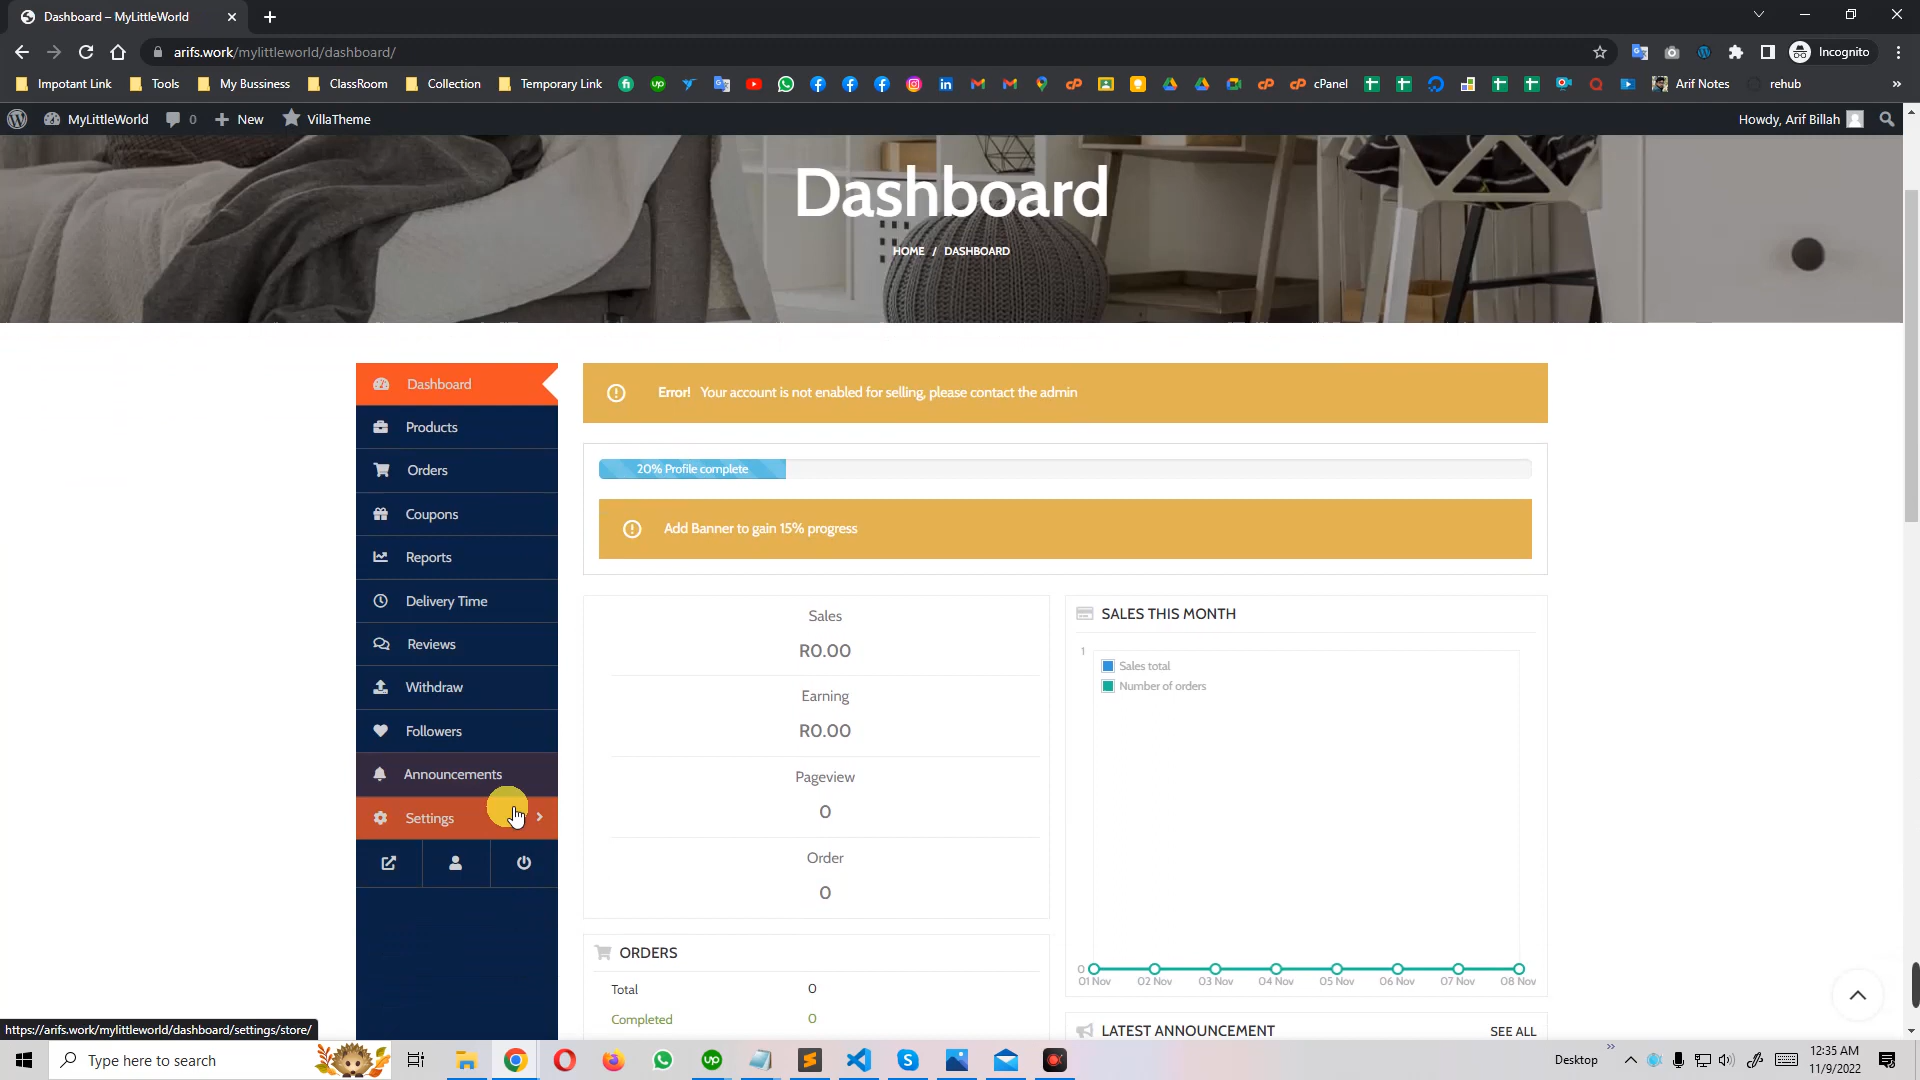 Dashboard – MyLittleWorld
arifs.work/mylittleworld/dashboard/
Incognito
Impotant Link
Tools
My Bussiness
ClassRoom
Collection
Temporary Link
cPanel
Arif Notes
rehub
MyLittleWorld
0
New
VillaTheme
Howdy, Arif Billah
Dashboard
HOME / DASHBOARD
Dashboard
Products
Orders
Coupons
Reports
Delivery Time
Reviews
Withdraw
Followers
Announcements
Settings
Error! Your account is not enabled for selling, please contact the admin
20% Profile complete
Add Banner to gain 15% progress
Sales
R0.00
Earning
R0.00
Pageview
0
Order
0
SALES THIS MONTH
1
Sales total
Number of orders
0
01 Nov 02 Nov 03 Nov 04 Nov 05 Nov 06 Nov 07 Nov 08 Nov
ORDERS
Total 0
Completed 0
LATEST ANNOUNCEMENT
SEE ALL
https://arifs.work/mylittleworld/dashboard/settings/store/
Type here to search
Desktop
12:35 AM
11/9/2022